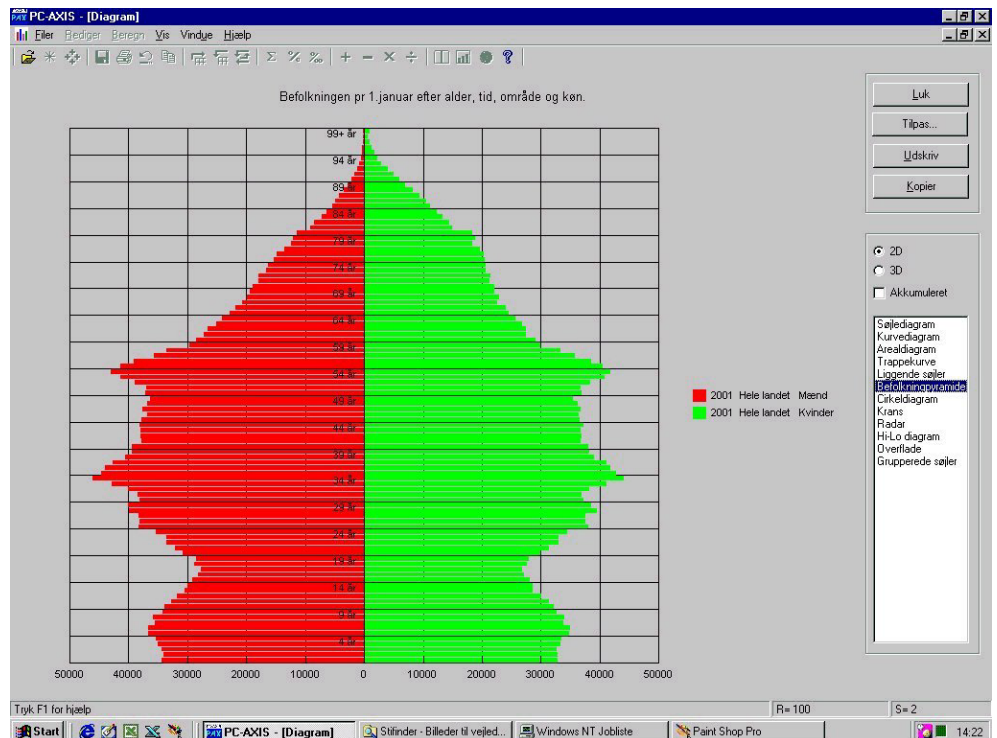 PC-AXIS - [Diagram]
Filer Rediger Beregn Vis Vindue Hjælp
Σ % ‰ + − × ÷ ?
Befolkningen pr 1.januar efter alder, tid, område og køn.
99+ år
94 år
89 år
84 år
79 år
74 år
69 år
64 år
59 år
54 år
49 år
44 år
39 år
34 år
29 år
24 år
19 år
14 år
9 år
4 år
50000 40000 30000 20000 10000 0 10000 20000 30000 40000 50000
2001 Hele landet Mænd
2001 Hele landet Kvinder
Luk
Tilpas...
Udskriv
Kopier
2D
3D
Akkumuleret
Søjlediagram
Kurvediagram
Arealdiagram
Trappekurve
Liggende søjler
Befolkningpyramide
Cirkeldiagram
Krans
Radar
Hi-Lo diagram
Overflade
Grupperede søjler
Tryk F1 for hjælp
R= 100
S= 2
Start
PC-AXIS - [Diagram]
Stifinder - Billeder til vejled...
Windows NT Jobliste
Paint Shop Pro
14:22